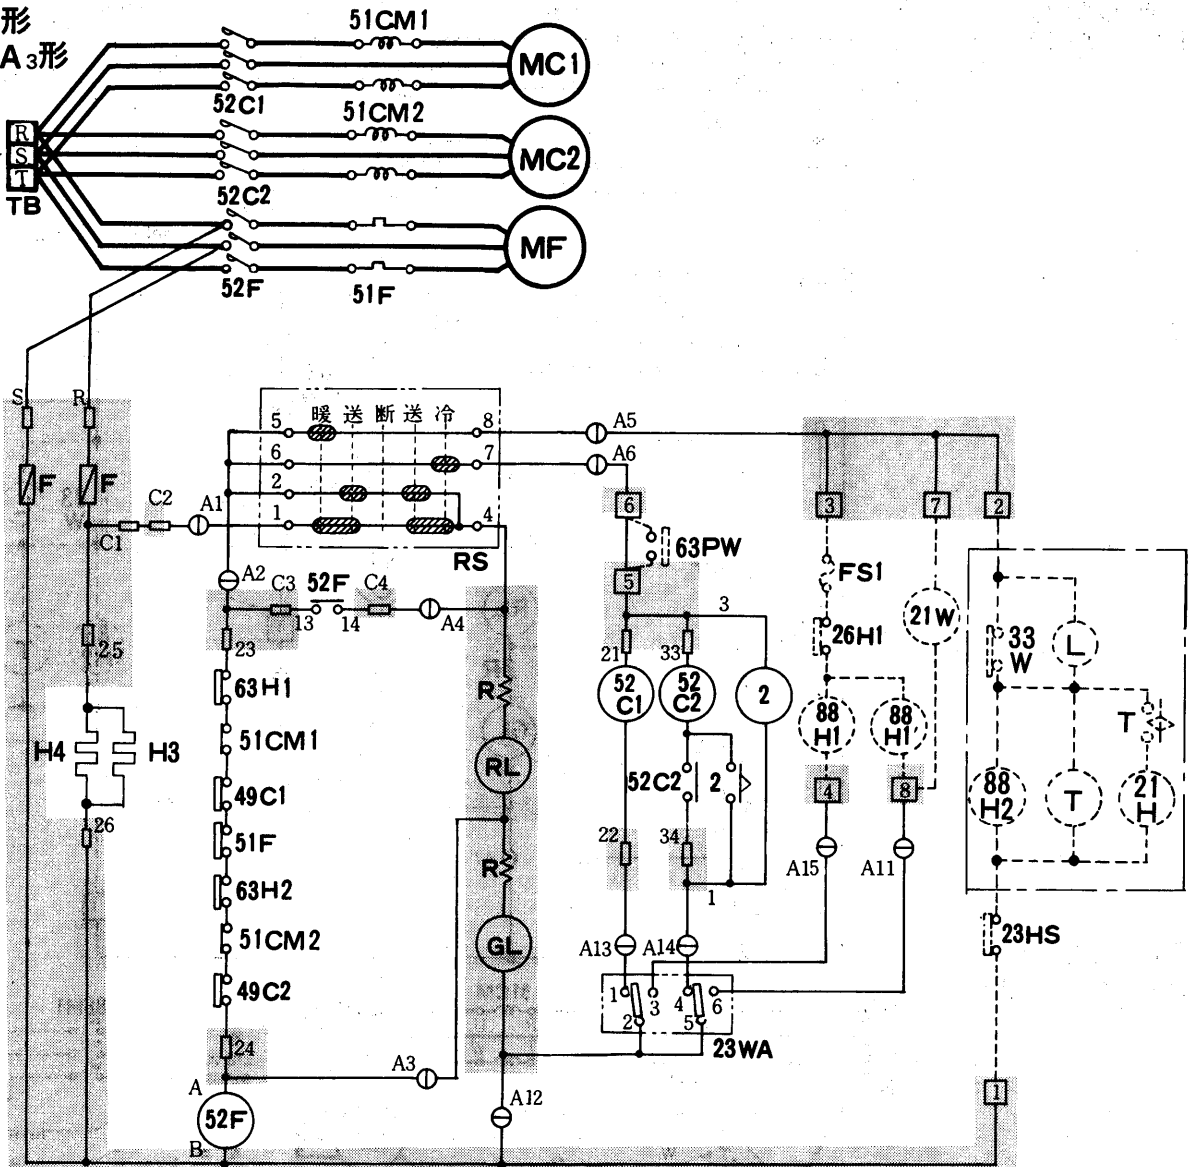 形
A3形
51CM1
MC1
52C1
51CM2
R
S
T
TB
MC2
52C2
MF
52F
51F
S
R
暖 送 断 送 冷
5
8
A5
6
7
A6
F
F
2
C2
A1
1
4
C1
RS
6
3
7
2
63PW
5
FS1
A2
C3
52F
C4
13
14
A4
3
21W
26H1
23
25
21
33
33
W
L
63H1
R
52
C1
52
C2
2
88
H1
88
H1
T
51CM1
H4
H3
RL
52C2
2
49C1
4
8
88
H2
T
21
H
26
51F
22
34
R
A15
A11
63H2
1
51CM2
GL
A13
A14
23HS
49C2
1
3
4
6
2
5
24
23WA
A3
A
A12
1
52F
B